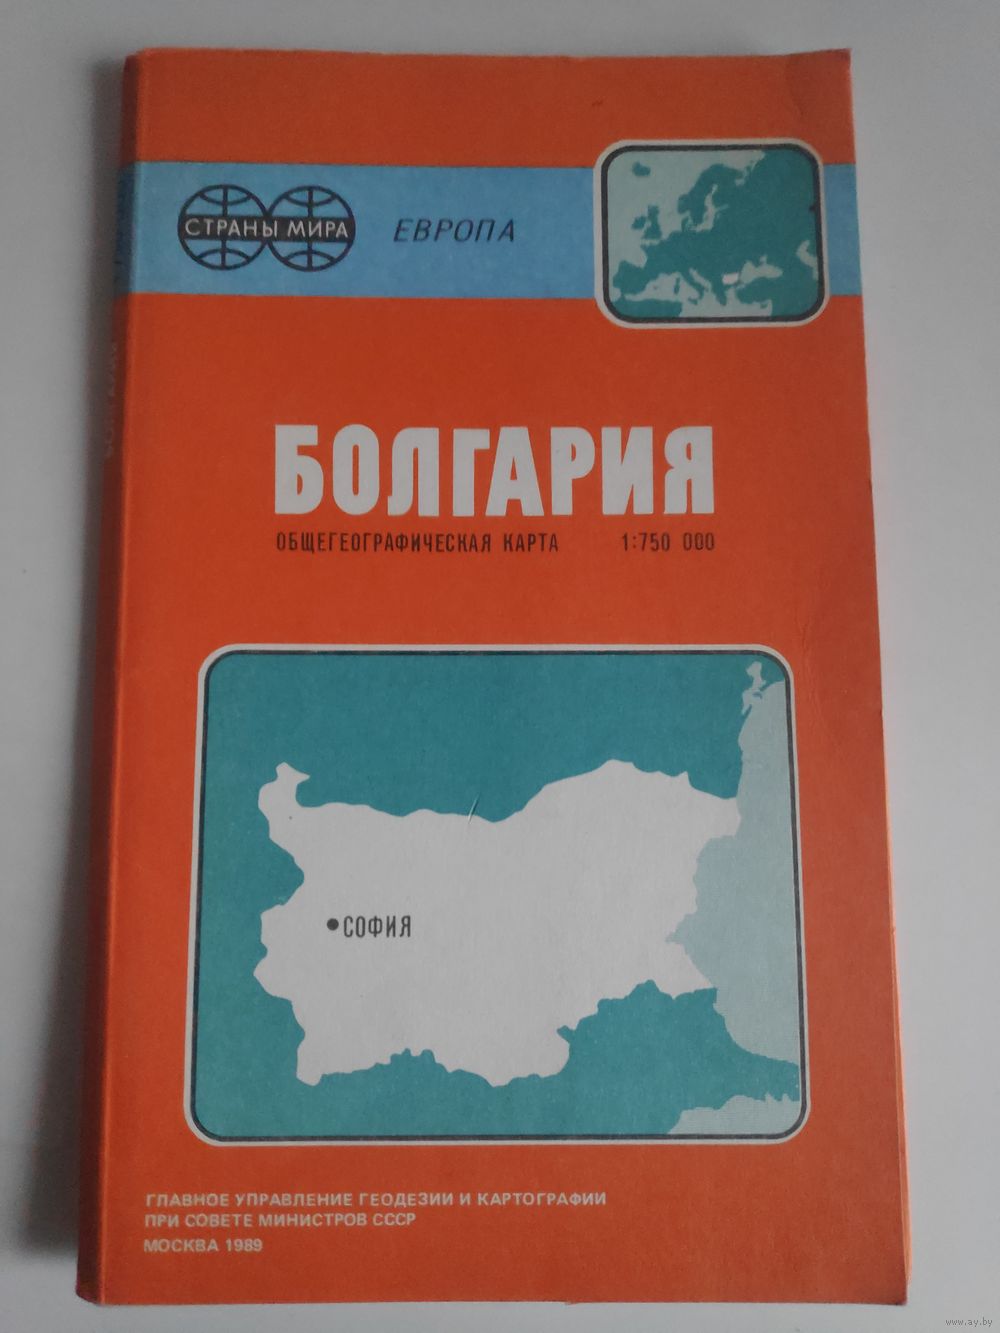 СТРАНЫ МИРА
ЕВРОПА
БОЛГАРИЯ
ОБЩЕГЕОГРАФИЧЕСКАЯ КАРТА 1:750 000
СОФИЯ
ГЛАВНОЕ УПРАВЛЕНИЕ ГЕОДЕЗИИ И КАРТОГРАФИИ
ПРИ СОВЕТЕ МИНИСТРОВ СССР
МОСКВА 1989
www.ay.by